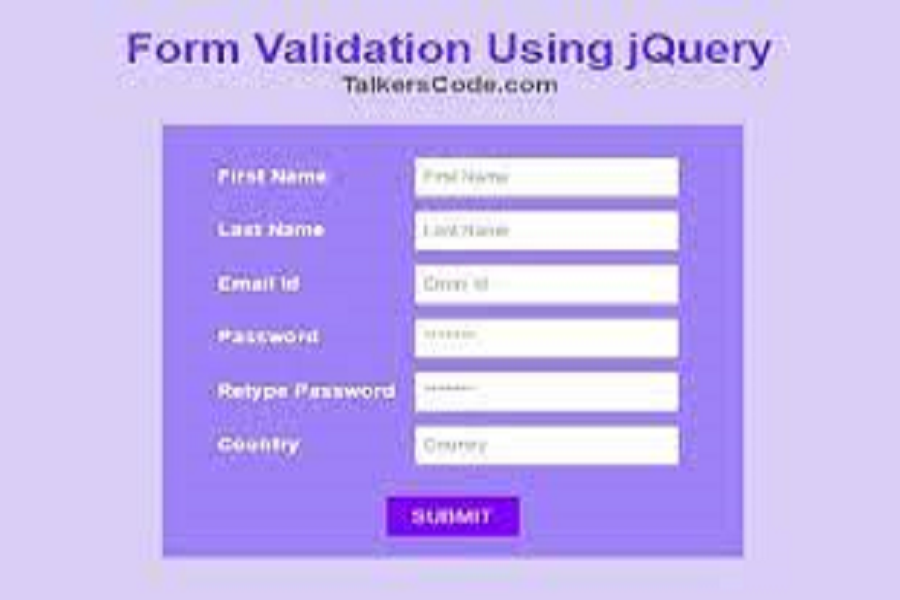 Form Validation Using jQuery
TalkersCode.com
First Name First Name
Last Name Last Name
Email Id Email Id
Password ********
Retype Password ********
Country Country
SUBMIT